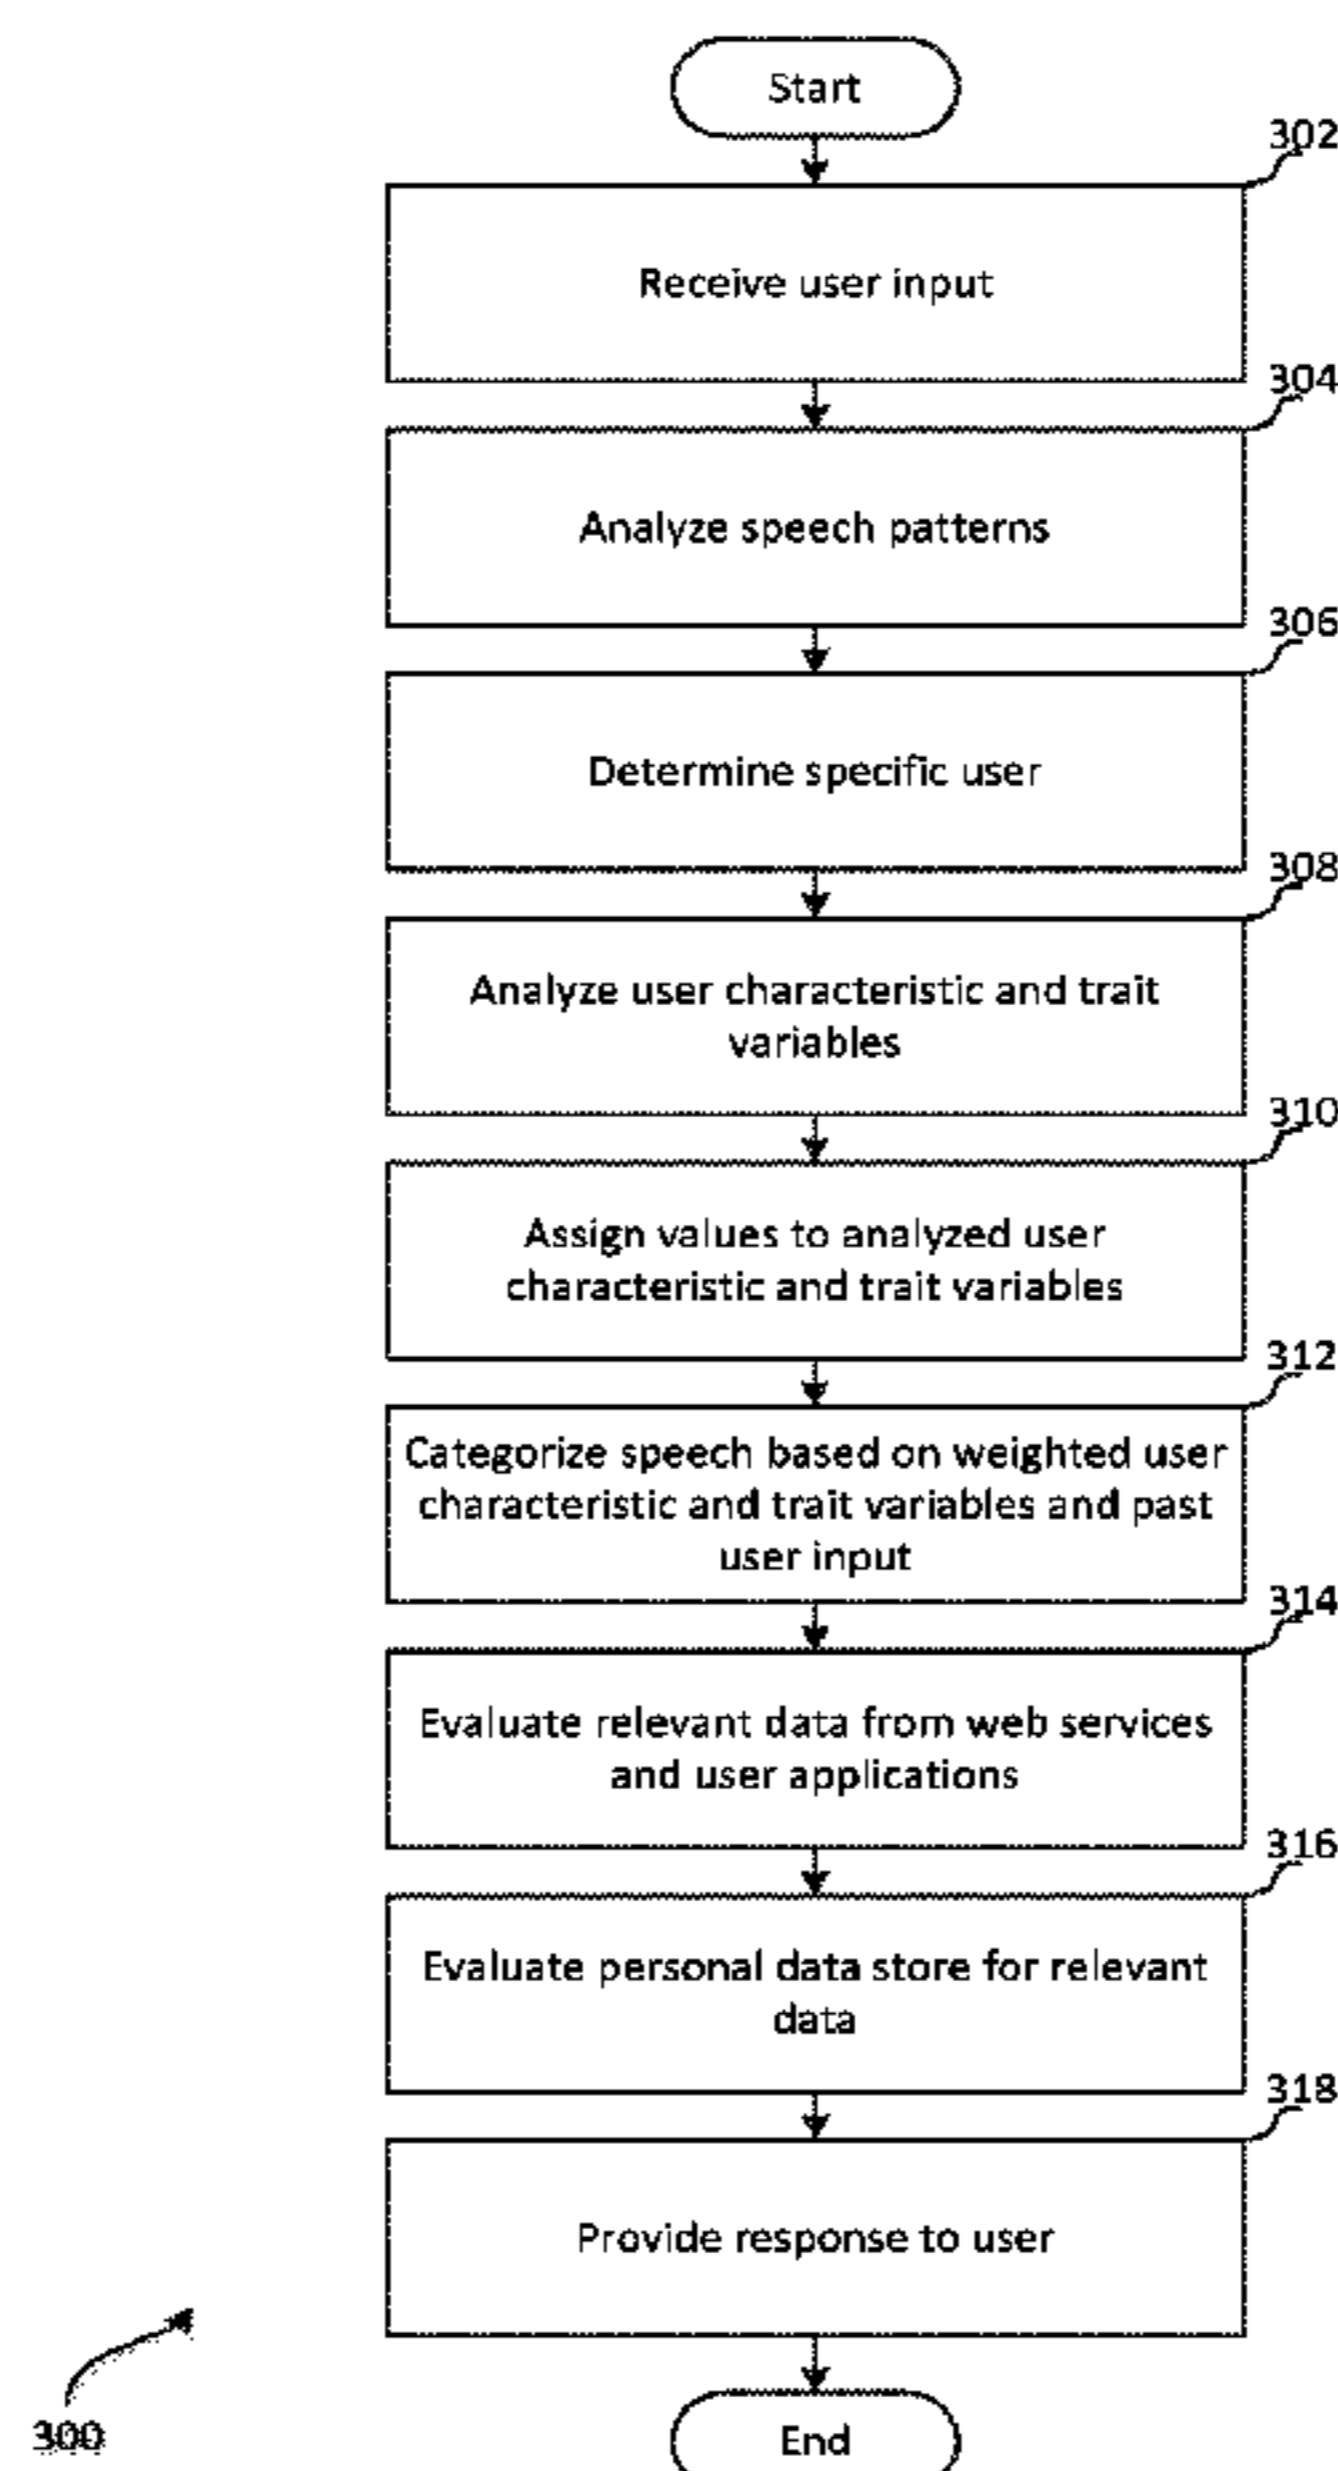 Start
302
Receive user input
304
Analyze speech patterns
306
Determine specific user
308
Analyze user characteristic and trait
variables
310
Assign values to analyzed user
characteristic and trait variables
312
Categorize speech based on weighted user
characteristic and trait variables and past
user input
314
Evaluate relevant data from web services
and user applications
316
Evaluate personal data store for relevant
data
318
Provide response to user
300
End